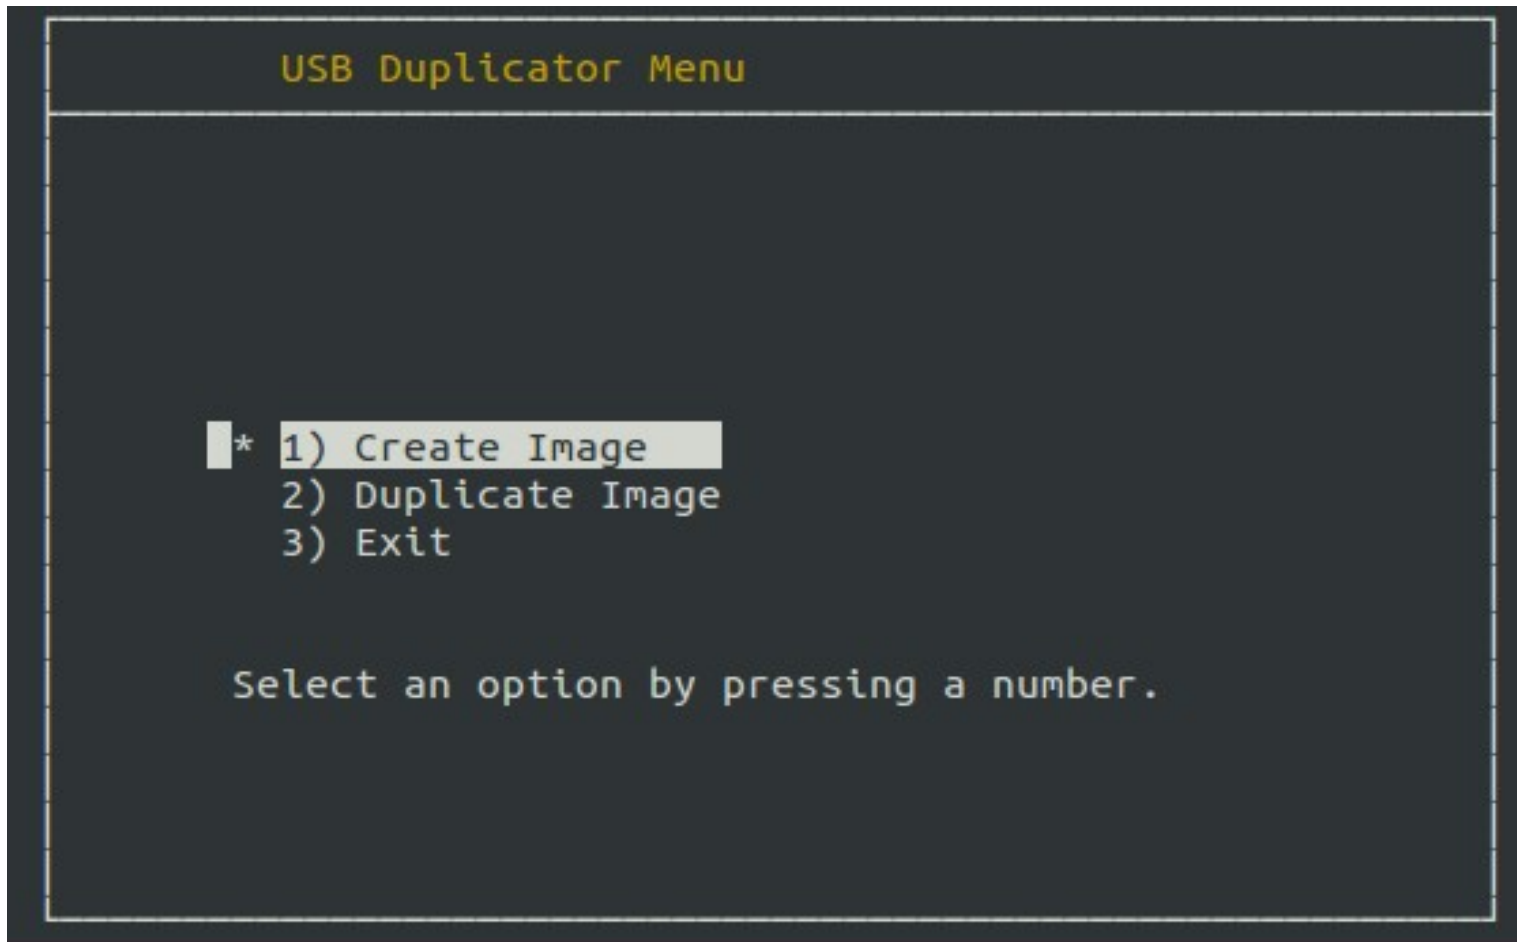 USB Duplicator Menu
* 1) Create Image
2) Duplicate Image
3) Exit
Select an option by pressing a number.